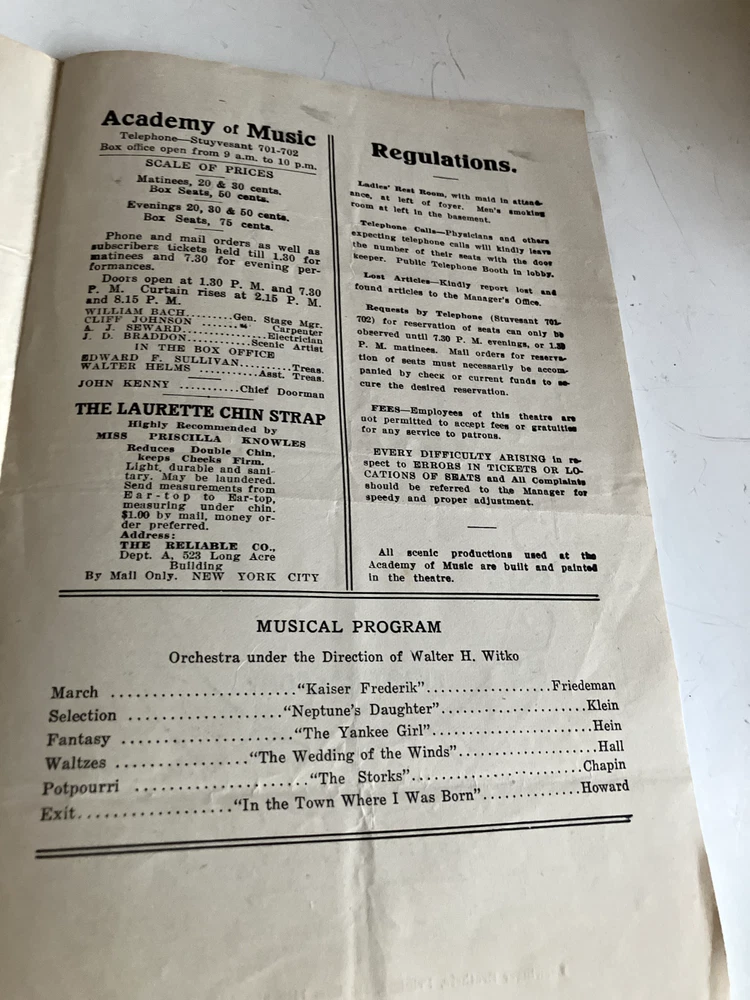 Academy of Music
Telephone—Stuyvesant 701-702
Box office open from 9 a.m. to 10 p.m.
SCALE OF PRICES
Matinees, 20 & 30 cents.
Box Seats, 50 cents.
Evenings 20, 30 & 50 cents.
Box Seats, 75 cents.
Phone and mail orders as well as
subscribers tickets held till 1.30 for
matinees and 7.30 for evening per-
formances.
Doors open at 1.30 P. M. and 7.30
P. M. Curtain rises at 2.15 P. M.
and 8.15 P. M.
WILLIAM BACH..........Gen. Stage Mgr.
CLIFF JOHNSON ........ " Carpenter
A. J. SEWARD................Electrician
J. D. BRADDON............Scenic Artist
IN THE BOX OFFICE
EDWARD F. SULLIVAN..........Treas.
WALTER HELMS ..........Asst. Treas.
JOHN KENNY ...........Chief Doorman
THE LAURETTE CHIN STRAP
Highly Recommended by
MISS PRISCILLA KNOWLES
Reduces Double Chin,
keeps Cheeks Firm.
Light, durable and sani-
tary. May be laundered.
Send measurements from
Ear-top to Ear-top,
measuring under chin.
$1.00 by mail, money or-
der preferred.
Address:
THE RELIABLE CO.,
Dept. A, 523 Long Acre
Building
By Mail Only. NEW YORK CITY
Regulations.
Ladies' Rest Room, with maid in attend-
ance, at left of foyer. Men's smoking
room at left in the basement.
Telephone Calls—Physicians and others
expecting telephone calls will kindly leave
the number of their seats with the door
keeper. Public Telephone Booth in lobby.
Lost Articles—Kindly report lost and
found articles to the Manager's Office.
Requests by Telephone (Stuvesant 701-
702) for reservation of seats can only be
observed until 7.30 P. M. evenings, or 1.30
P. M. matinees. Mail orders for reserva-
tion of seats must necessarily be accom-
panied by check or current funds to se-
cure the desired reservation.
FEES—Employees of this theatre are
not permitted to accept fees or gratuities
for any service to patrons.
EVERY DIFFICULTY ARISING in re-
spect to ERRORS IN TICKETS OR LO-
CATIONS OF SEATS and All Complaints
should be referred to the Manager for
speedy and proper adjustment.
All scenic productions used at the
Academy of Music are built and painted
in the theatre.
MUSICAL PROGRAM
Orchestra under the Direction of Walter H. Witko
March ........................"Kaiser Frederik"................Friedeman
Selection ..................."Neptune's Daughter"...................Klein
Fantasy ......................"The Yankee Girl"....................Hein
Waltzes ................"The Wedding of the Winds"..................Hall
Potpourri ......................"The Storks"......................Chapin
Exit...................."In the Town Where I Was Born".............Howard